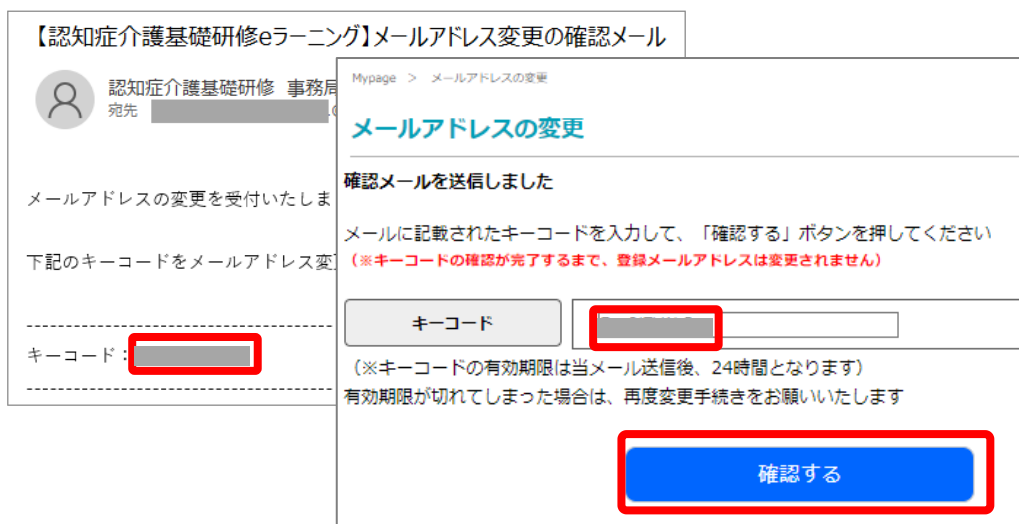 【認知症介護基礎研修eラーニング】メールアドレス変更の確認メール
認知症介護基礎研修 事務局
宛先
メールアドレスの変更を受付いたしま
下記のキーコードをメールアドレス変
--------------------------------
キーコード：
--------------------------------
Mypage > メールアドレスの変更
メールアドレスの変更
確認メールを送信しました
メールに記載されたキーコードを入力して、「確認する」ボタンを押してください
(※キーコードの確認が完了するまで、登録メールアドレスは変更されません)
キーコード
(※キーコードの有効期限は当メール送信後、24時間となります)
有効期限が切れてしまった場合は、再度変更手続きをお願いいたします
確認する